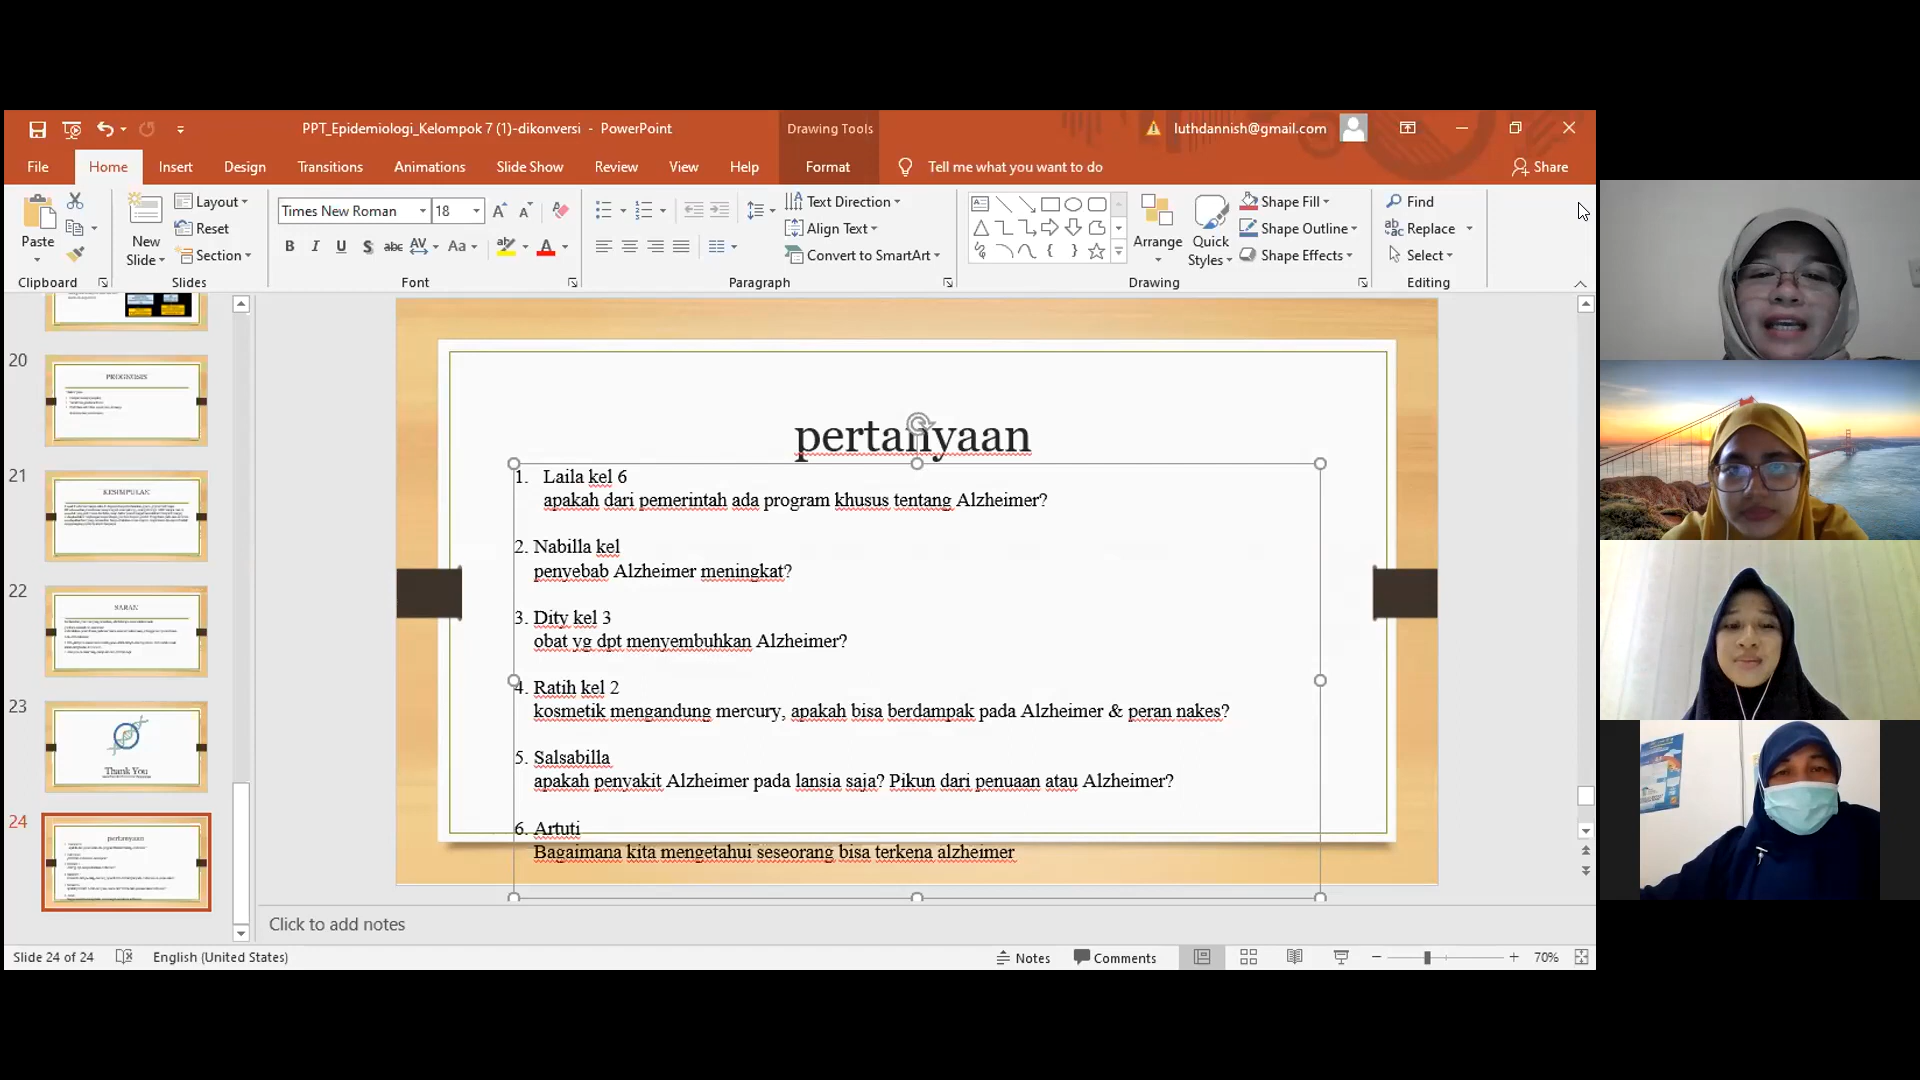 PPT_Epidemiologi_Kelompok 7 (1)-dikonversi - PowerPoint
Drawing Tools
luthdannish@gmail.com
File Home Insert Design Transitions Animations Slide Show Review View Help Format Tell me what you want to do Share
Paste
Clipboard
New Slide
Layout
Reset
Section
Slides
Times New Roman 18
B I U S abc AV Aa A
Font
Text Direction
Align Text
Convert to SmartArt
Paragraph
Arrange
Quick Styles
Shape Fill
Shape Outline
Shape Effects
Drawing
Find
Replace
Select
Editing
20
PROGNOSIS
21
KESIMPULAN
22
SARAN
23
Thank You
24
pertanyaan
pertanyaan
1. Laila kel 6
apakah dari pemerintah ada program khusus tentang Alzheimer?
2. Nabilla kel
penyebab Alzheimer meningkat?
3. Dity kel 3
obat yg dpt menyembuhkan Alzheimer?
4. Ratih kel 2
kosmetik mengandung mercury, apakah bisa berdampak pada Alzheimer & peran nakes?
5. Salsabilla
apakah penyakit Alzheimer pada lansia saja? Pikun dari penuaan atau Alzheimer?
6. Artuti
Bagaimana kita mengetahui seseorang bisa terkena alzheimer
Click to add notes
Slide 24 of 24 English (United States) Notes Comments 70%